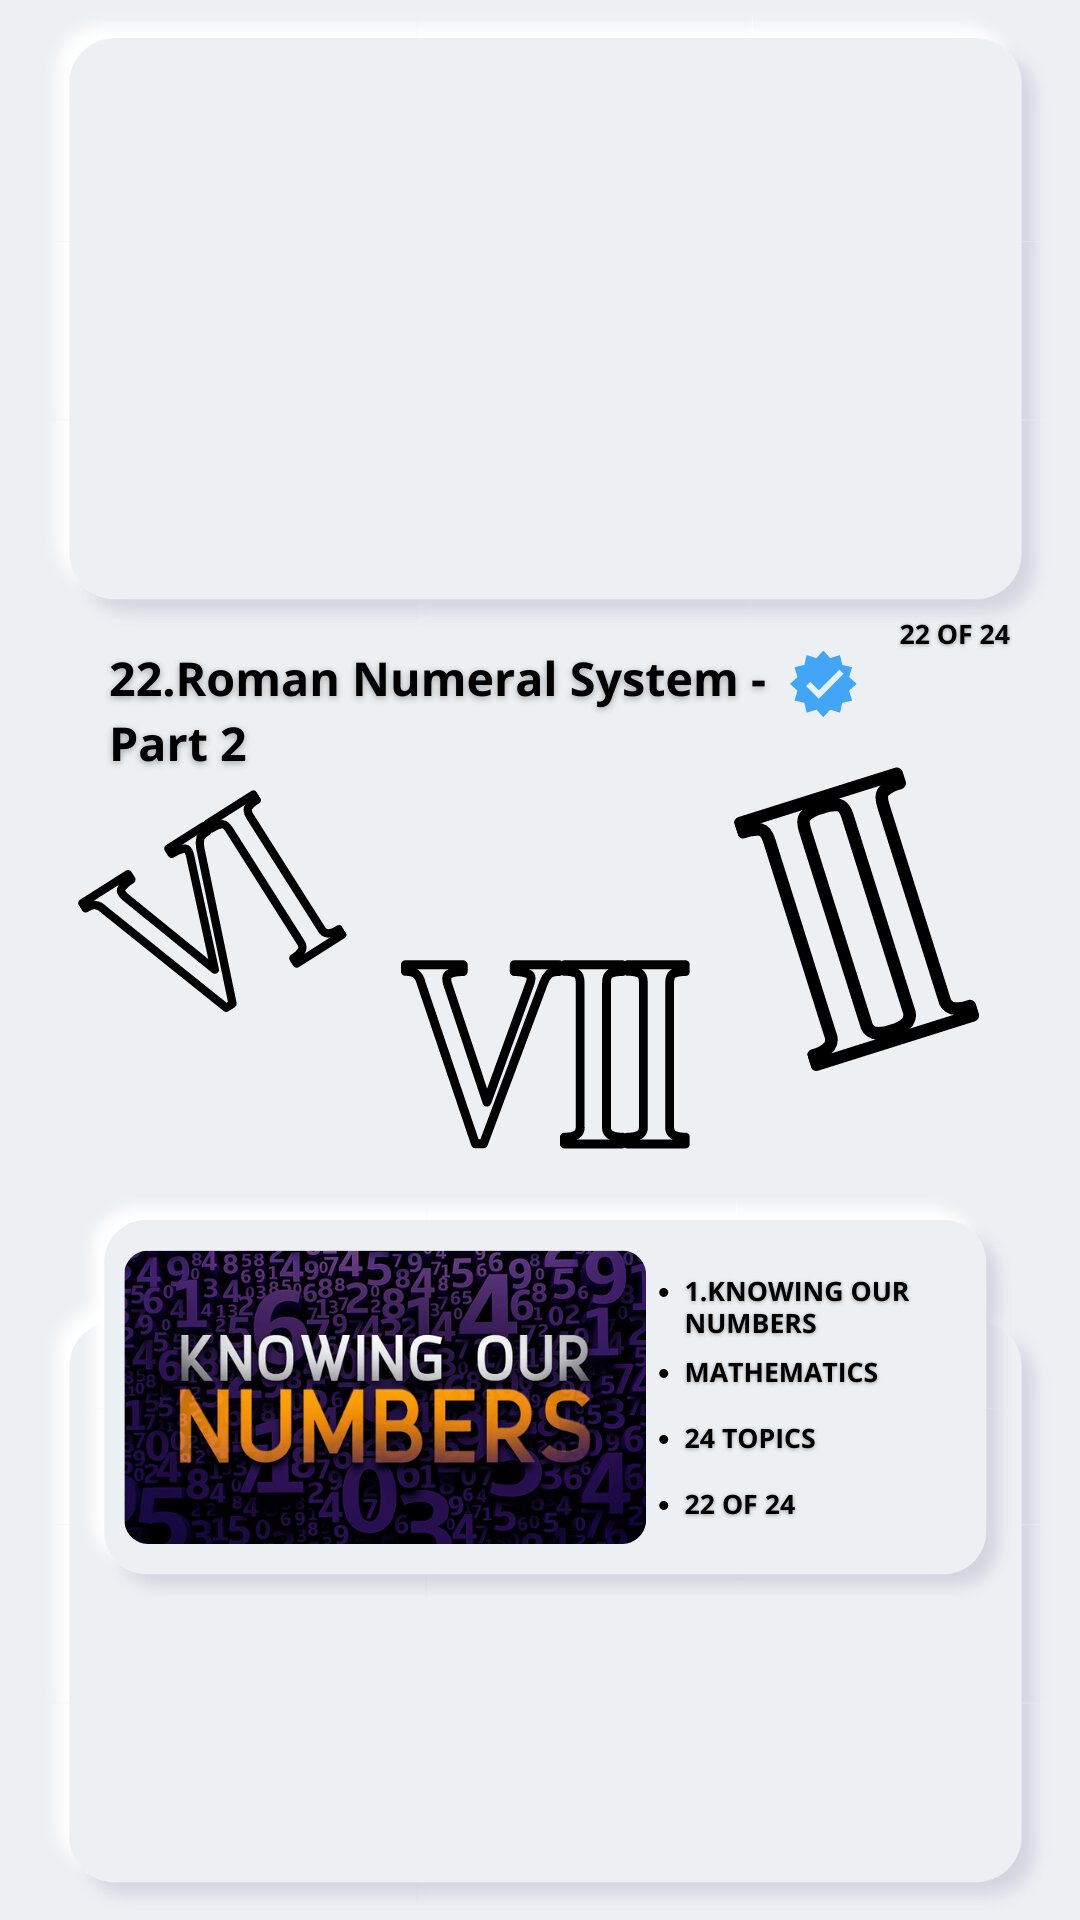 22 OF 24
22.Roman Numeral System -
Part 2
VI
VII
II
KNOWING OUR
NUMBERS
1.KNOWING OUR
NUMBERS
MATHEMATICS
24 TOPICS
22 OF 24